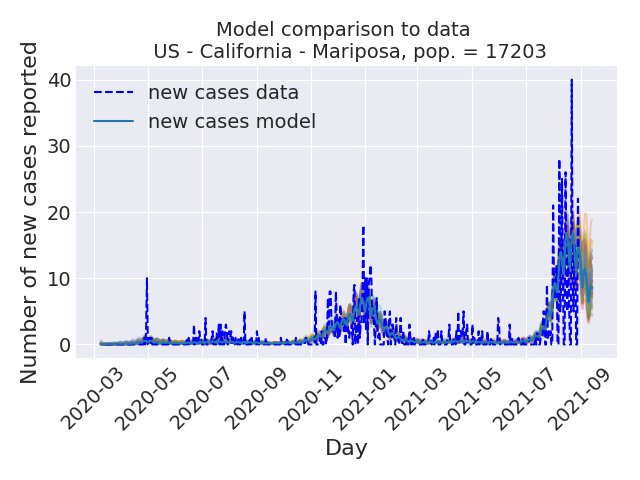 Model comparison to data
US - California - Mariposa, pop. = 17203
Number of new cases reported
40
30
20
10
0
new cases data
new cases model
2020-03
2020-05
2020-07
2020-09
2020-11
2021-01
2021-03
2021-05
2021-07
2021-09
Day